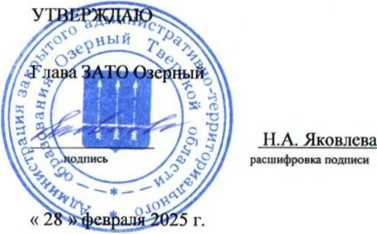 УТВЕРЖДАЮ
Глава ЗАТО Озерный
Администрация закрытого административно-территориального
образования Озерный Тверской области
Н.А. Яковлева
подпись
расшифровка подписи
« 28 » февраля 2025 г.